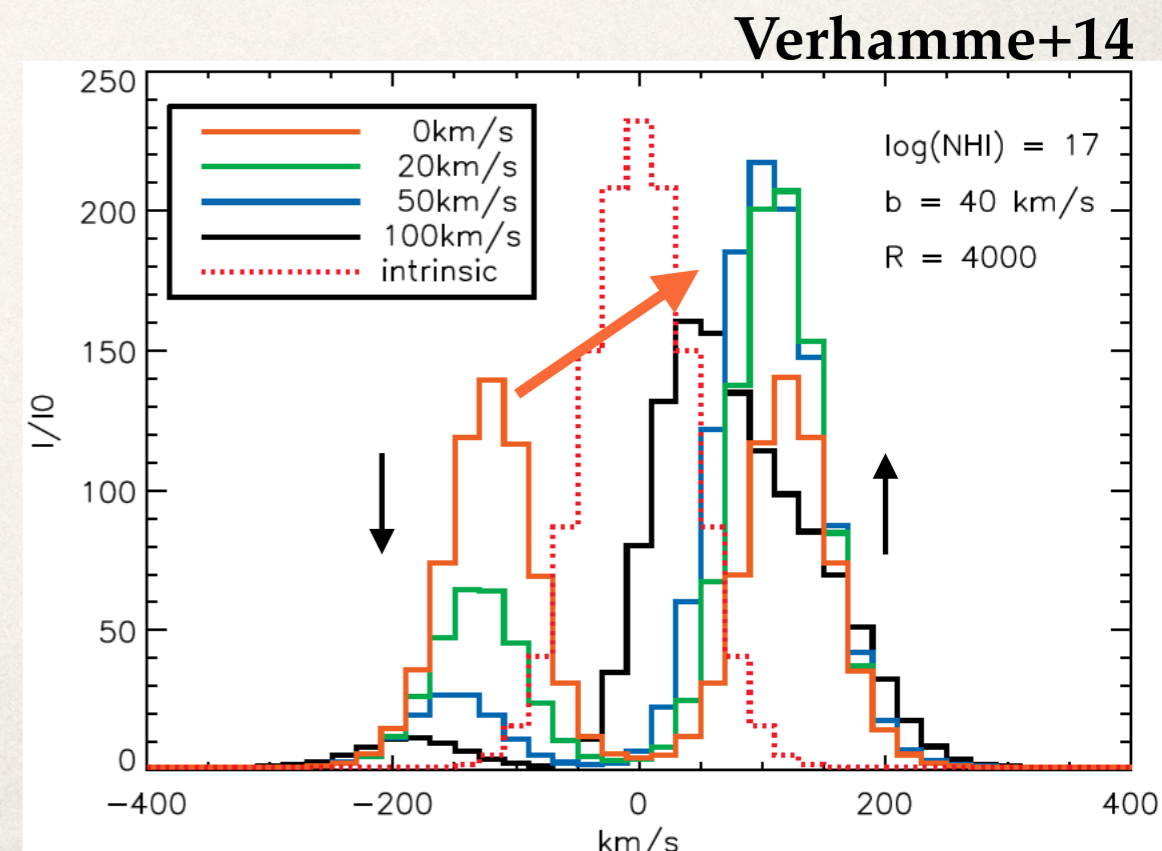 Verhamme+14
250
200
150
100
50
0
I/I0
0km/s
20km/s
50km/s
100km/s
intrinsic
log(NHI) = 17
b = 40 km/s
R = 4000
−400
−200
0
200
400
km/s